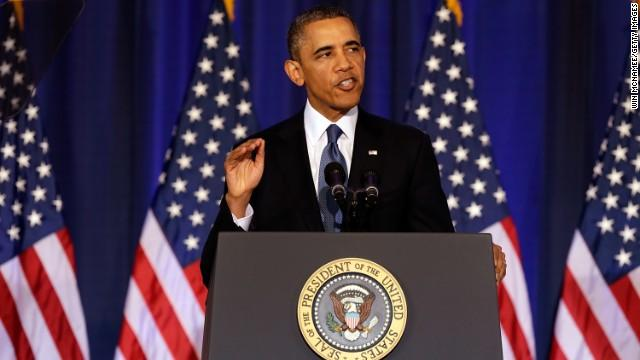 SEAL OF THE PRESIDENT OF THE UNITED STATES
WIN MCNAMEE/GETTY IMAGES